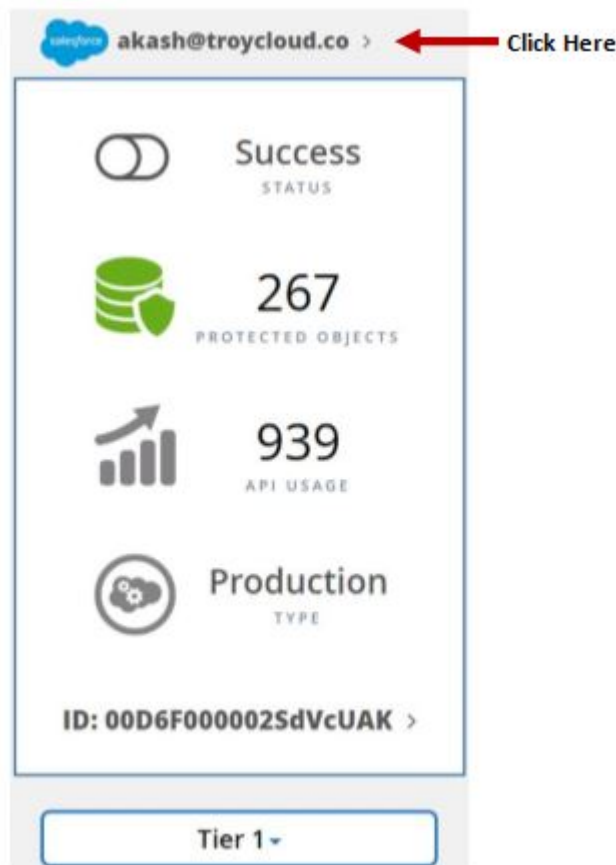 salesforce akash@troycloud.co > Click Here
Success
STATUS
267
PROTECTED OBJECTS
939
API USAGE
Production
TYPE
ID: 00D6F000002SdVcUAK >
Tier 1